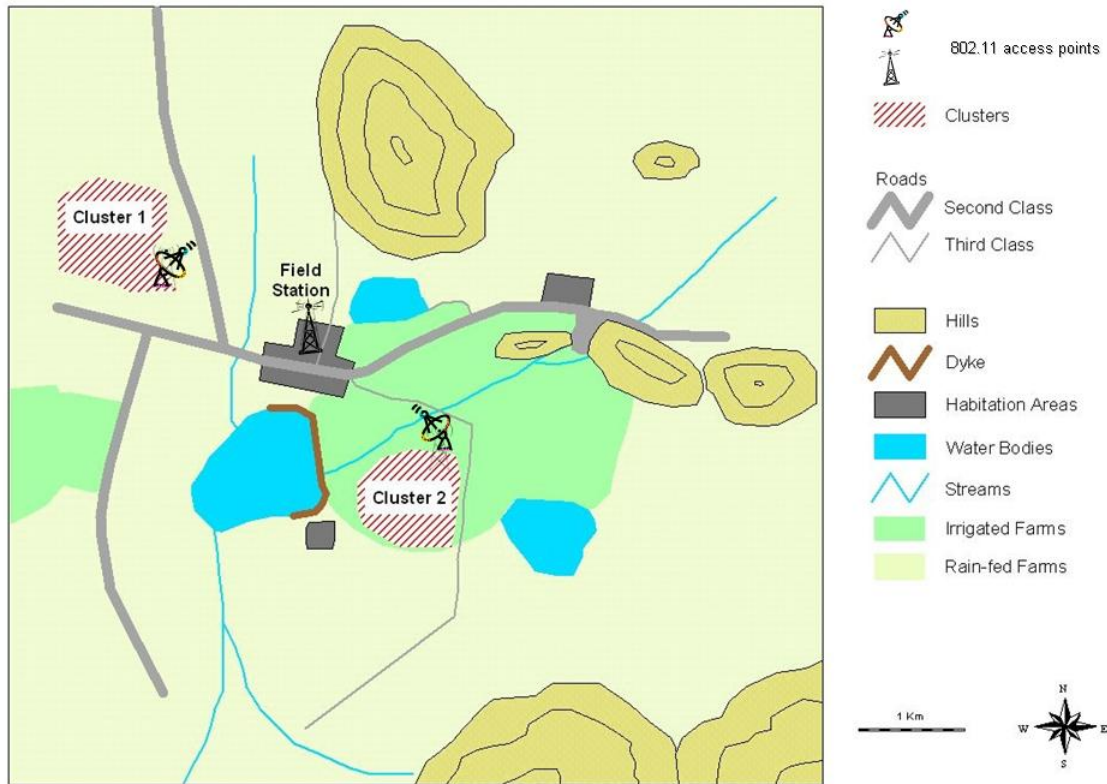 Cluster 1
Field
Station
Cluster 2
802.11 access points
Clusters
Roads
Second Class
Third Class
Hills
Dyke
Habitation Areas
Water Bodies
Streams
Irrigated Farms
Rain-fed Farms
1 Km
N
W
E
S